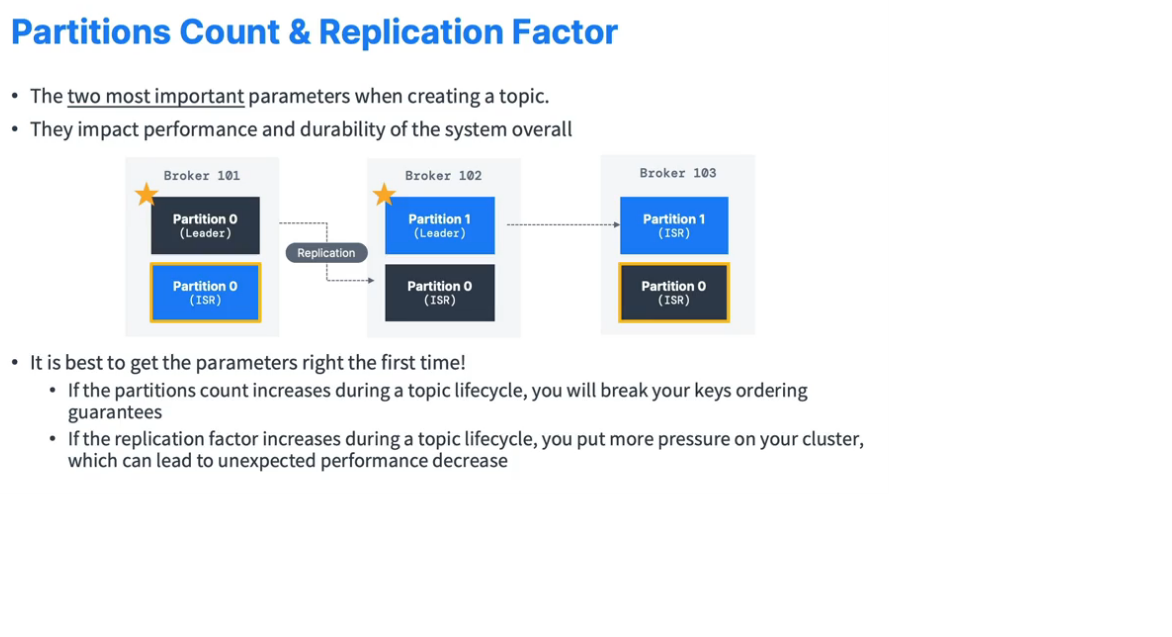 Partitions Count & Replication Factor
• The two most important parameters when creating a topic.
• They impact performance and durability of the system overall
Broker 101
Partition 0
(Leader)
Partition 0
(ISR)
Replication
Broker 102
Partition 1
(Leader)
Partition 0
(ISR)
Broker 103
Partition 1
(ISR)
Partition 0
(ISR)
• It is best to get the parameters right the first time!
• If the partitions count increases during a topic lifecycle, you will break your keys ordering
guarantees
• If the replication factor increases during a topic lifecycle, you put more pressure on your cluster,
which can lead to unexpected performance decrease